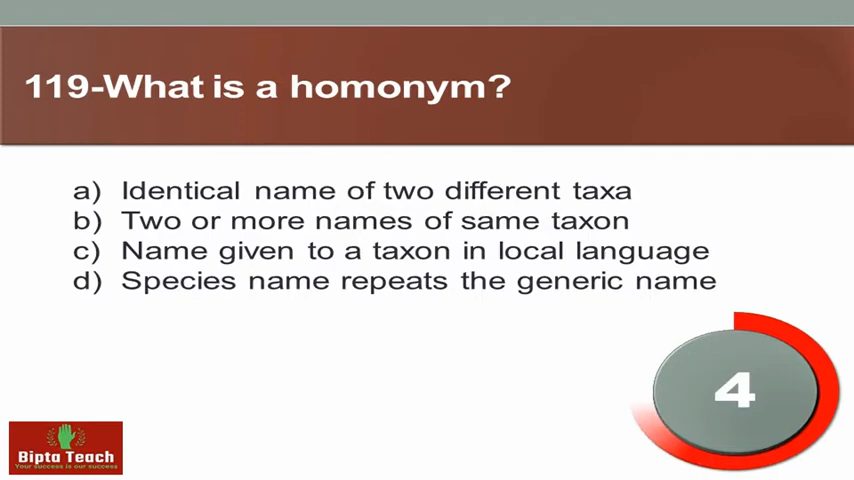 119-What is a homonym?
a) Identical name of two different taxa
b) Two or more names of same taxon
c) Name given to a taxon in local language
d) Species name repeats the generic name
4
Bipta Teach
Your success is our success